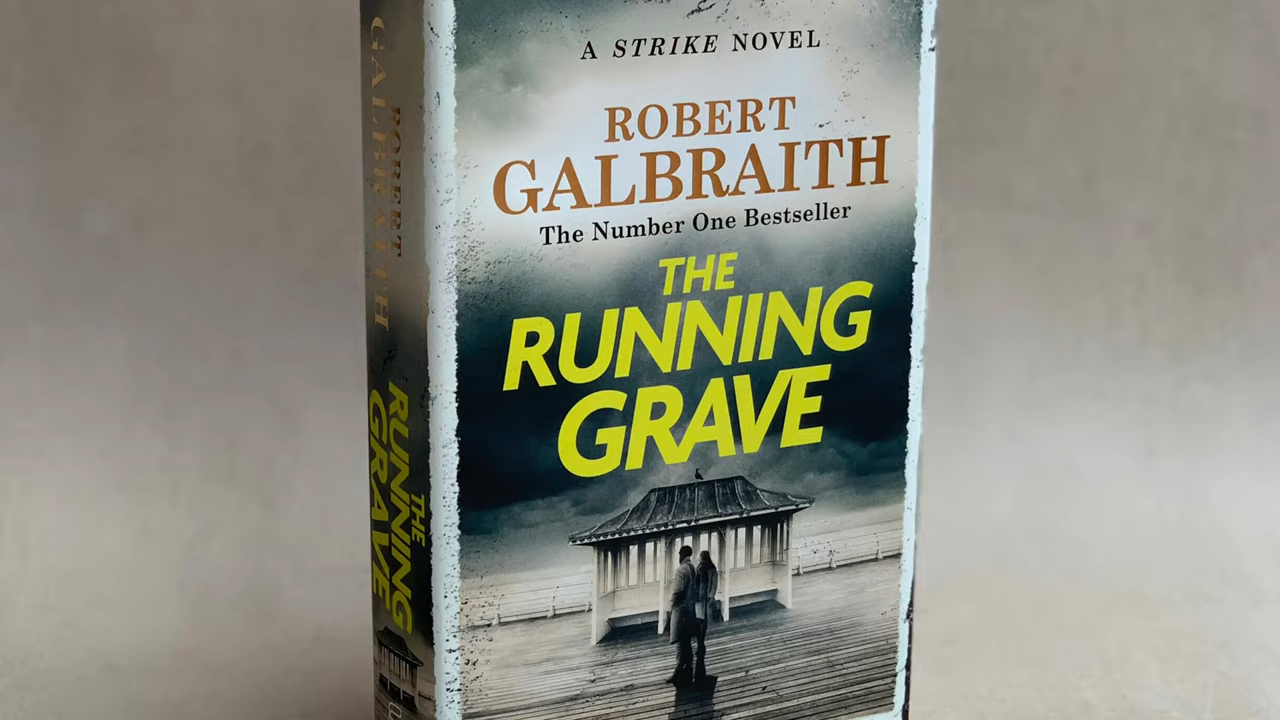 A STRIKE NOVEL
ROBERT
GALBRAITH
The Number One Bestseller
THE
RUNNING
GRAVE
ROBERT
GALBRAITH
THE
RUNNING
GRAVE